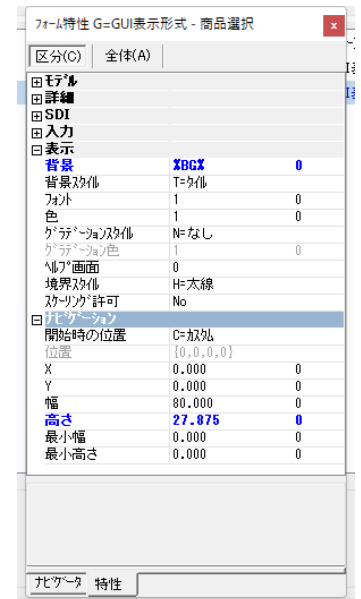 ﾌｫｰﾑ特性 G=GUI表示形式 - 商品選択
x
区分(C) 全体(A)
ﾓﾃﾞﾙ
詳細
SDI
入力
表示
背景 %BG% 0
背景ｽﾀｲﾙ T=ﾀｲﾙ
ﾌｫﾝﾄ 1 0
色 1 0
ｸﾞﾗﾃﾞｰｼｮﾝｽﾀｲﾙ N=なし
ｸﾞﾗﾃﾞｰｼｮﾝ色 1 0
ﾍﾙﾌﾟ画面 0
境界ｽﾀｲﾙ H=太線
ｽｹｰﾘﾝｸﾞ許可 No
ﾅﾋﾞｹﾞｰｼｮﾝ
開始時の位置 C=ｶｽﾀﾑ
位置 {0,0,0,0}
X 0.000 0
Y 0.000 0
幅 80.000 0
高さ 27.875 0
最小幅 0.000 0
最小高さ 0.000 0
ﾅﾋﾞｹﾞｰﾀ 特性